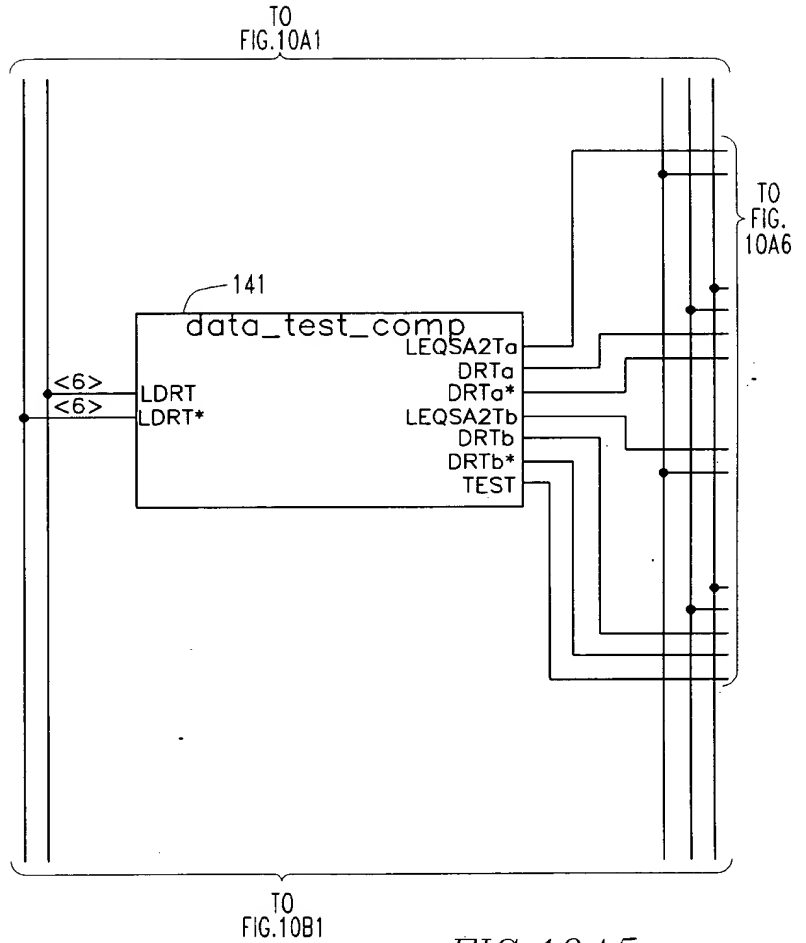 TO
FIG.10A1
TO
FIG.
10A6
141
data_test_comp
LEQSA2Ta
DRTa
<6> LDRT DRTa*
<6> LDRT* LEQSA2Tb
DRTb
DRTb*
TEST
TO
FIG.10B1
FIG.10A5